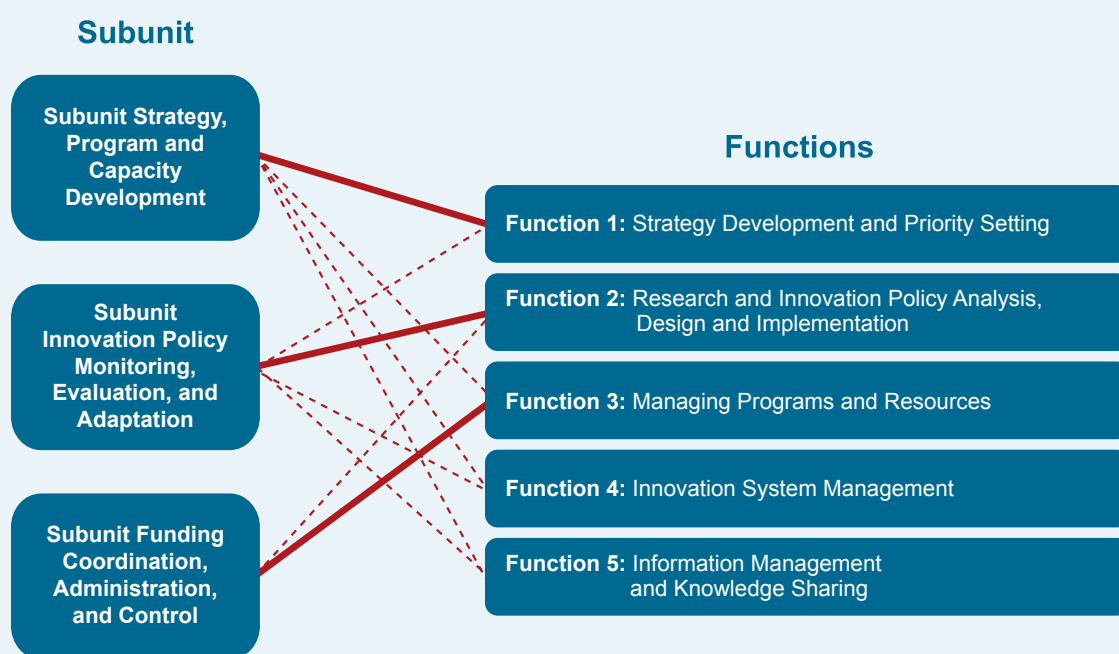 Subunit
Subunit Strategy,
Program and
Capacity
Development
Subunit
Innovation Policy
Monitoring,
Evaluation, and
Adaptation
Subunit Funding
Coordination,
Administration,
and Control
Functions
Function 1: Strategy Development and Priority Setting
Function 2: Research and Innovation Policy Analysis,
Design and Implementation
Function 3: Managing Programs and Resources
Function 4: Innovation System Management
Function 5: Information Management
and Knowledge Sharing